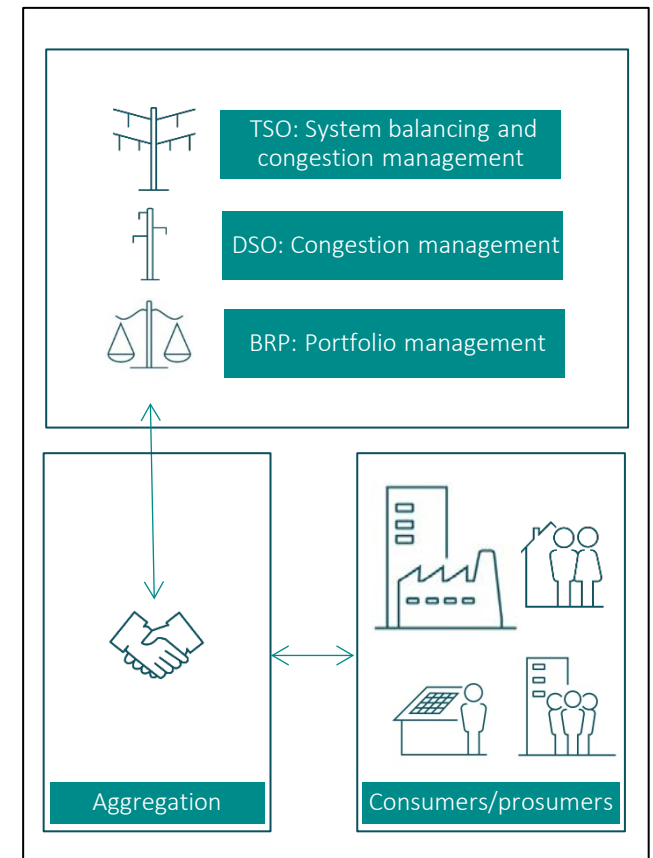 TSO: System balancing and
congestion management
DSO: Congestion management
BRP: Portfolio management
Aggregation
Consumers/prosumers